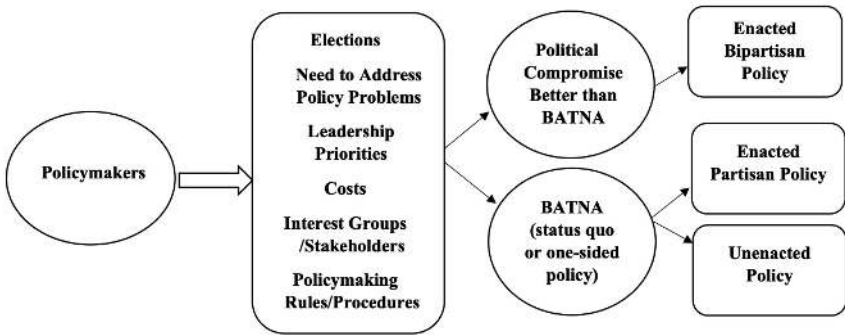 Policymakers
Elections
Need to Address
Policy Problems
Leadership
Priorities
Costs
Interest Groups
/Stakeholders
Policymaking
Rules/Procedures
Political
Compromise
Better than
BATNA
BATNA
(status quo
or one-sided
policy)
Enacted
Bipartisan
Policy
Enacted
Partisan Policy
Unenacted
Policy